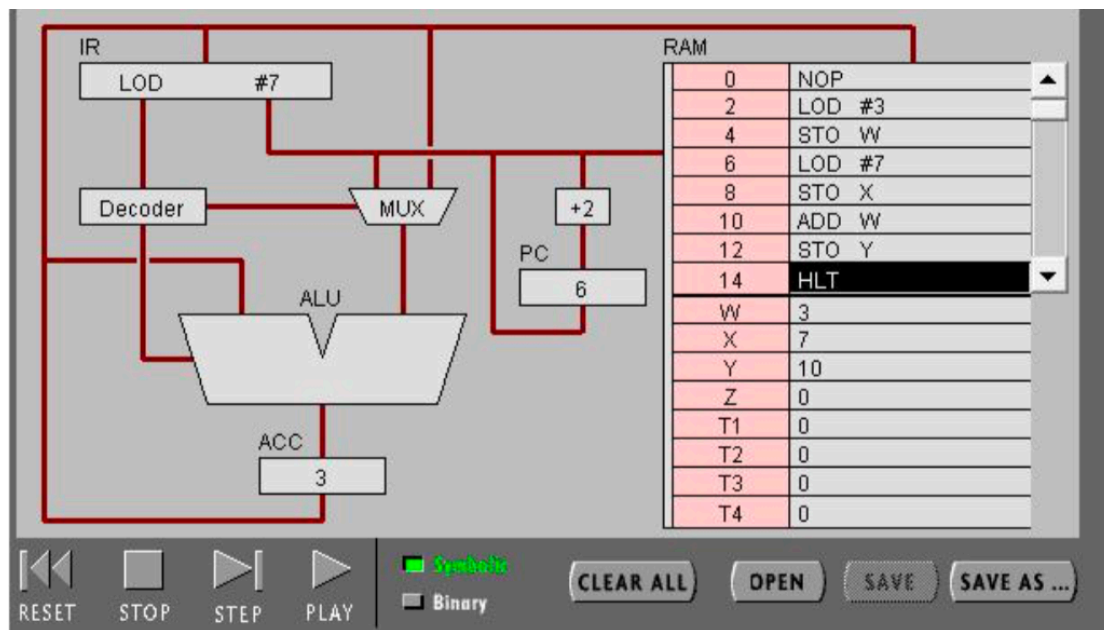 IR
LOD #7
Decoder
MUX
+2
PC
6
ALU
ACC
3
RAM
0 NOP
2 LOD #3
4 STO W
6 LOD #7
8 STO X
10 ADD W
12 STO Y
14 HLT
W 3
X 7
Y 10
Z 0
T1 0
T2 0
T3 0
T4 0
RESET
STOP
STEP
PLAY
Symbolic
Binary
CLEAR ALL
OPEN
SAVE
SAVE AS ...